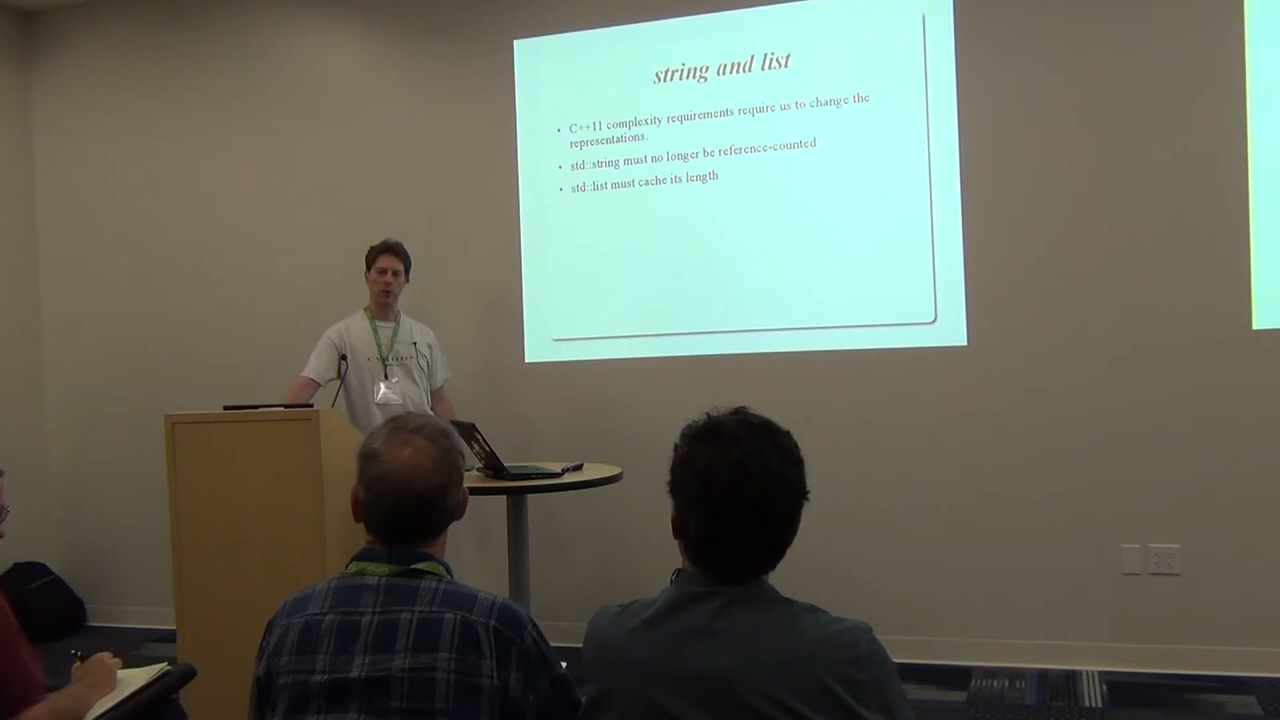 string and list
• C++11 complexity requirements require us to change the
representations.
• std::string must no longer be reference-counted
• std::list must cache its length